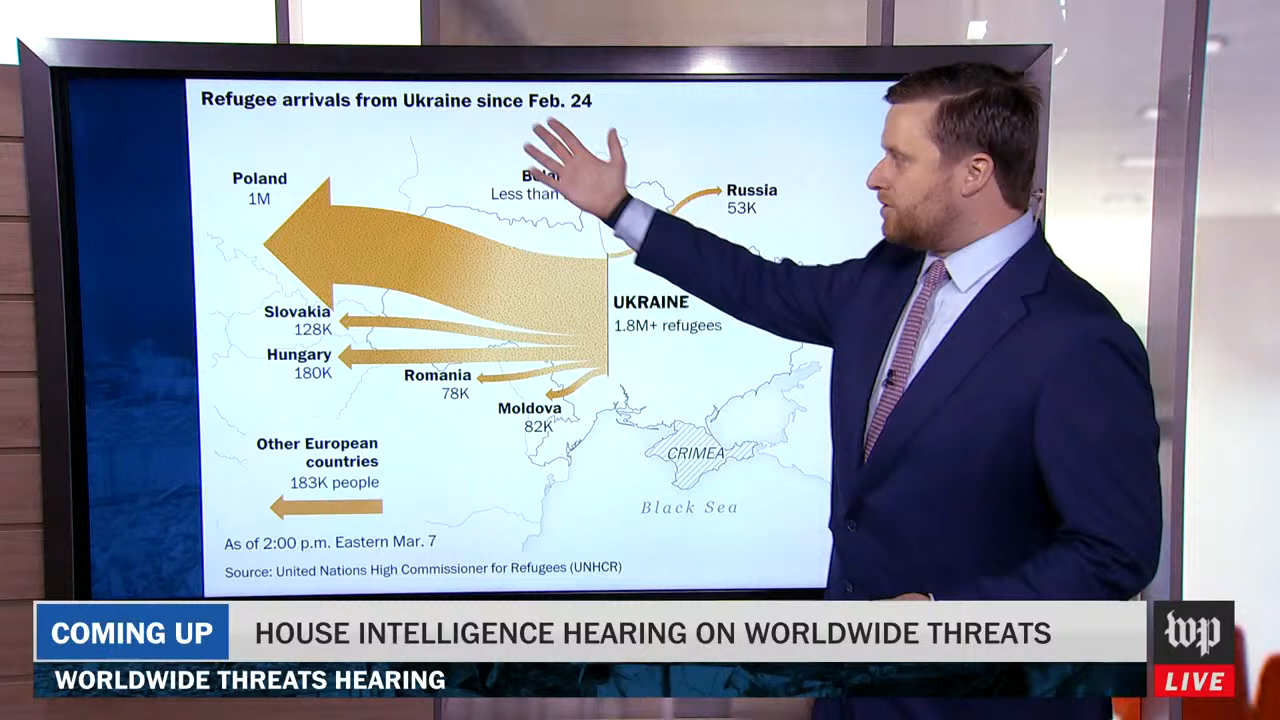 Refugee arrivals from Ukraine since Feb. 24
Poland
1M
Less than
Russia
53K
UKRAINE
1.8M+ refugees
Slovakia
128K
Hungary
180K
Romania
78K
Moldova
82K
Other European
countries
183K people
CRIMEA
Black Sea
As of 2:00 p.m. Eastern Mar. 7
Source: United Nations High Commissioner for Refugees (UNHCR)
COMING UP
HOUSE INTELLIGENCE HEARING ON WORLDWIDE THREATS
wp
WORLDWIDE THREATS HEARING
LIVE